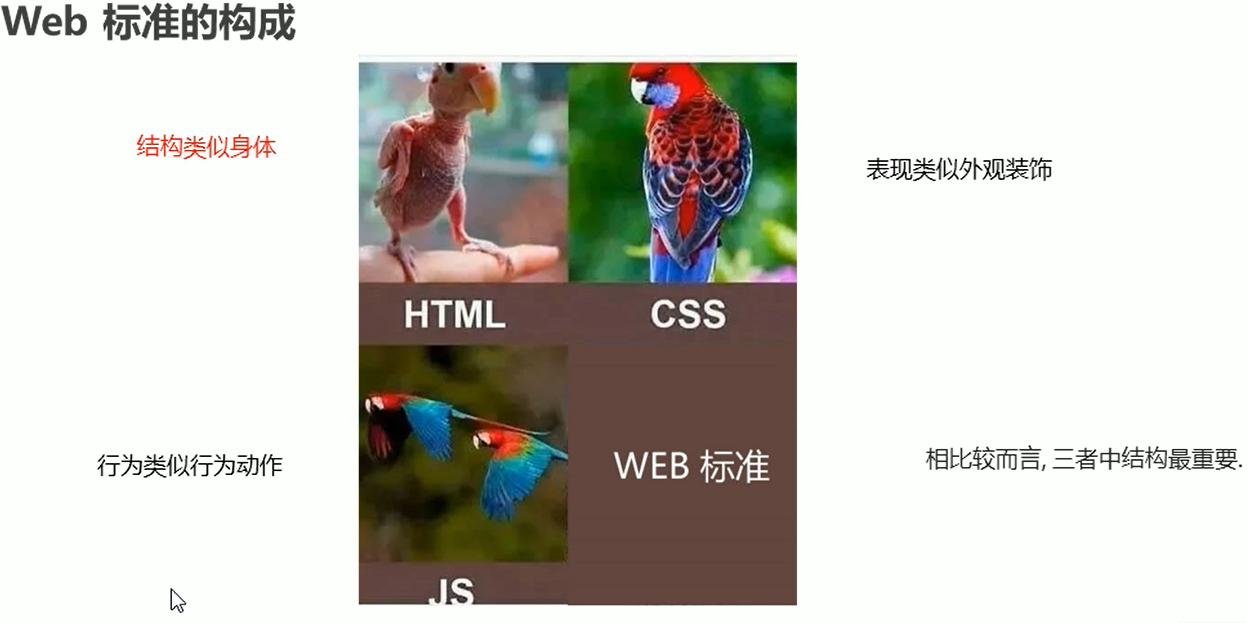 Web 标准的构成
结构类似身体
表现类似外观装饰
HTML
CSS
行为类似行为动作
WEB 标准
相比较而言, 三者中结构最重要.
JS